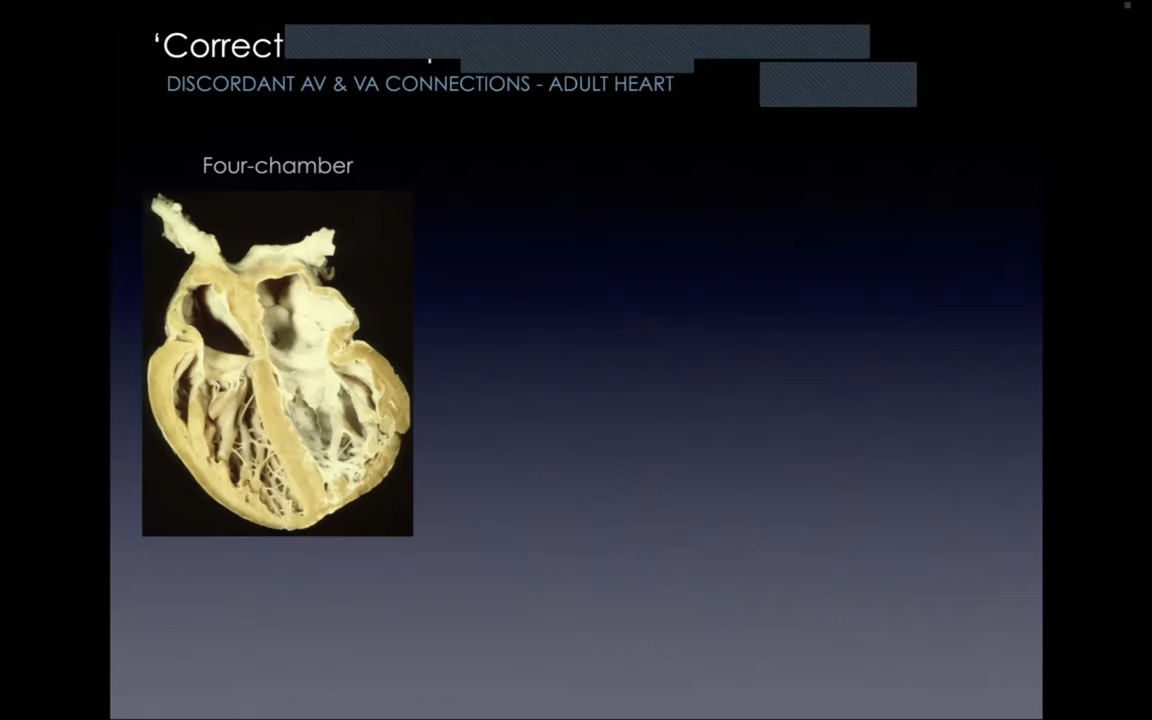 ‘Correct
DISCORDANT AV & VA CONNECTIONS - ADULT HEART
Four-chamber